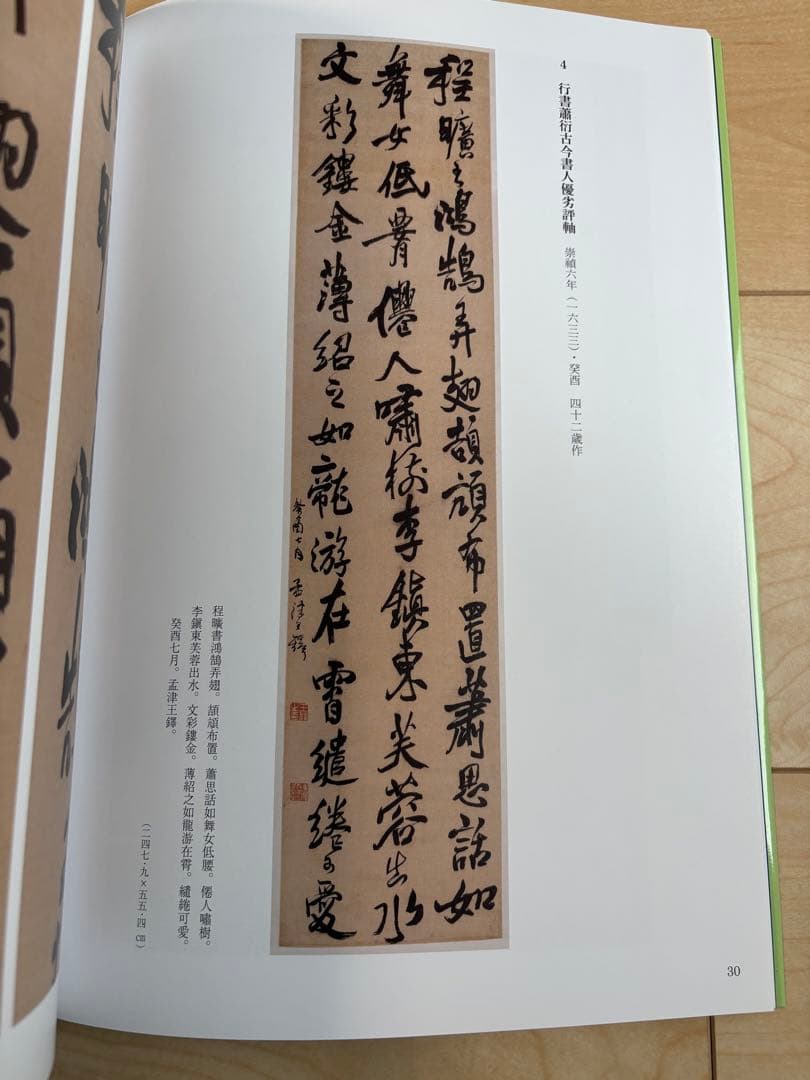 4 行書蕭衍古今書人優劣評軸 崇禎六年（一六三三）・癸酉 四十二歳作
程曠書鴻鵠弄翅頡頏布置蕭思話如
舞女低腰僊人嘯樹李鎮東芙蓉出水
文彩鏤金薄紹之如龍游在霄繾綣可愛
癸酉七月 孟津王鐸
程曠書鴻鵠弄翅。頡頏布置。蕭思話如舞女低腰。僊人嘯樹。
李鎭東芙蓉出水。文彩鏤金。薄紹之如龍游在霄。繾綣可愛。
癸酉七月。孟津王鐸。
（二四七・九×五五・四㎝）
30